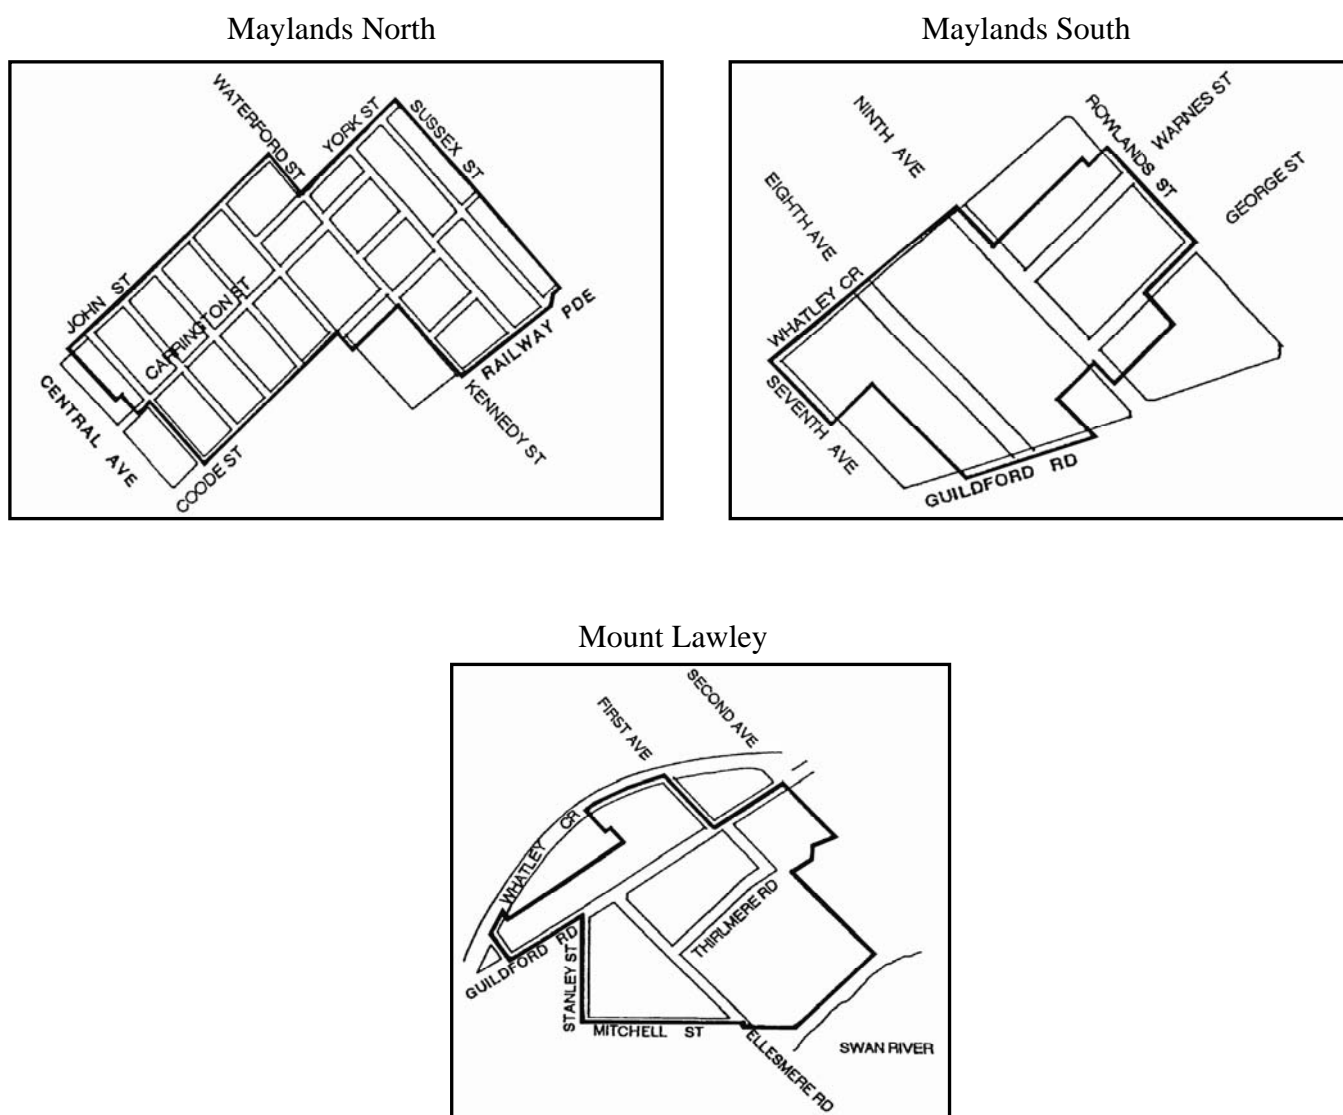 Maylands North
WATERFORD ST
YORK ST
SUSSEX ST
JOHN ST
CARRINGTON ST
CENTRAL AVE
COODE ST
RAILWAY PDE
KENNEDY ST
Maylands South
NINTH AVE
EIGHTH AVE
ROWLANDS ST
WARNES ST
GEORGE ST
WHATLEY CR
SEVENTH AVE
GUILDFORD RD
Mount Lawley
FIRST AVE
SECOND AVE
WHATLEY CR
GUILDFORD RD
STANLEY ST
MITCHELL ST
THIRLMERE RD
ELLESMERE RD
SWAN RIVER